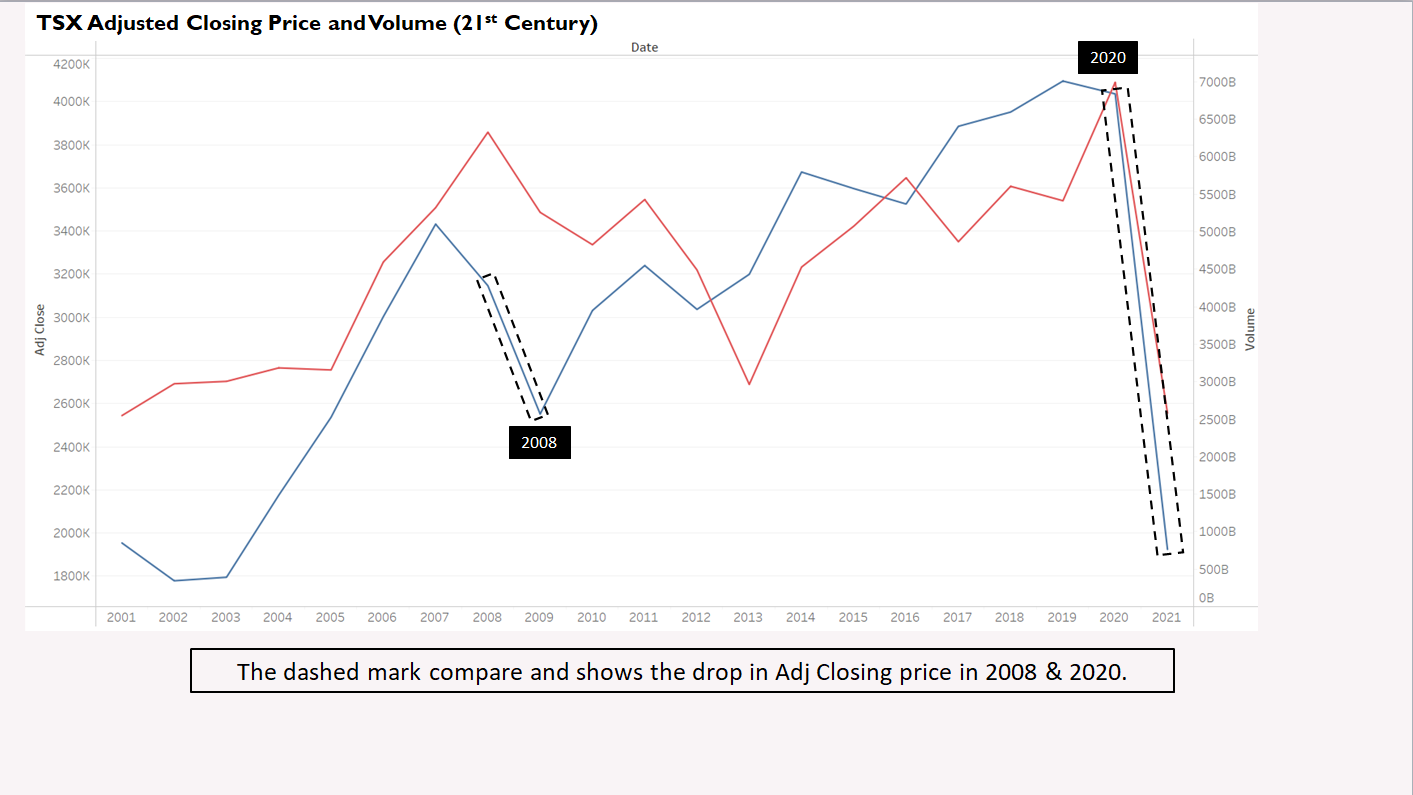 TSX Adjusted Closing Price and Volume (21st Century)
Date
2020
4200K
4000K
3800K
3600K
3400K
3200K
3000K
2800K
2600K
2400K
2200K
2000K
1800K
Adj Close
7000B
6500B
6000B
5500B
5000B
4500B
4000B
3500B
3000B
2500B
2000B
1500B
1000B
500B
0B
Volume
2008
2001 2002 2003 2004 2005 2006 2007 2008 2009 2010 2011 2012 2013 2014 2015 2016 2017 2018 2019 2020 2021
The dashed mark compare and shows the drop in Adj Closing price in 2008 & 2020.